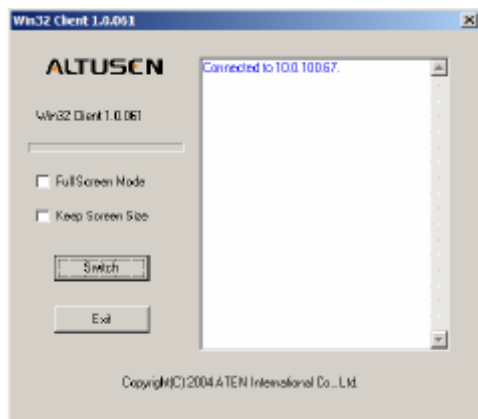 Win32 Client 1.0.061
ALTUSEN
Connected to 10.0.100.67.
Win32 Client 1.0.061
Full Screen Mode
Keep Screen Size
Switch
Exit
Copyright(C) 2004 ATEN International Co., Ltd.